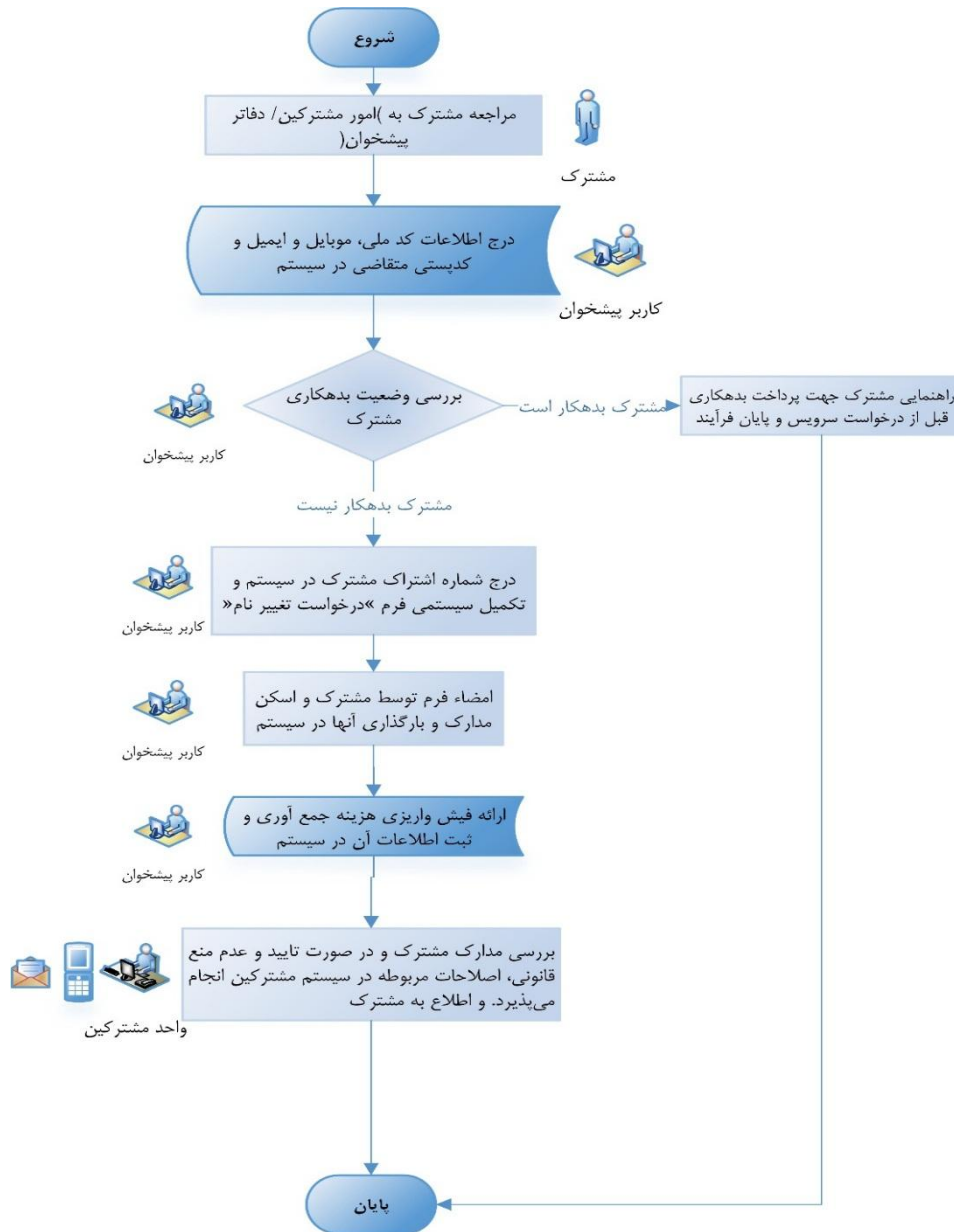 شروع
مراجعه مشترک به )امور مشترکین/ دفاتر
پیشخوان(
مشترک
درج اطلاعات کد ملی، موبایل و ایمیل و
کدپستی متقاضی در سیستم
کاربر پیشخوان
بررسی وضعیت بدهکاری
مشترک
کاربر پیشخوان
مشترک بدهکار است
راهنمایی مشترک جهت پرداخت بدهکاری
قبل از درخواست سرویس و پایان فرآیند
مشترک بدهکار نیست
درج شماره اشتراک مشترک در سیستم و
تکمیل سیستمی فرم »درخواست تغییر نام«
کاربر پیشخوان
امضاء فرم توسط مشترک و اسکن
مدارک و بارگذاری آنها در سیستم
کاربر پیشخوان
ارائه فیش واریزی هزینه جمع آوری و
ثبت اطلاعات آن در سیستم
کاربر پیشخوان
بررسی مدارک مشترک و در صورت تایید و عدم منع
قانونی، اصلاحات مربوطه در سیستم مشترکین انجام
می‌پذیرد. و اطلاع به مشترک
واحد مشترکین
پایان